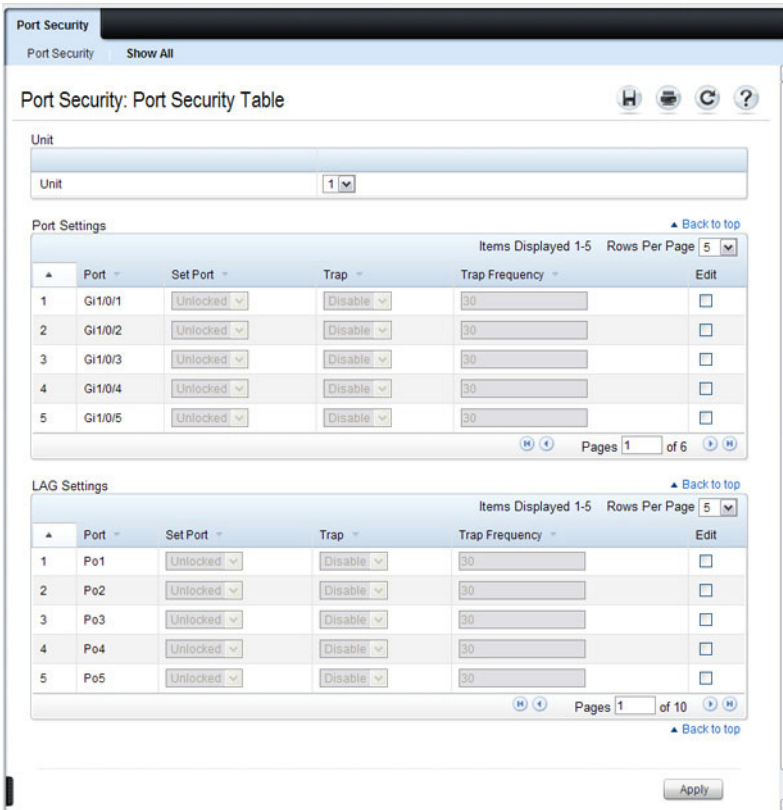 Port Security
Port Security Show All
Port Security: Port Security Table
Unit
Unit 1
Port Settings Back to top
Items Displayed 1-5 Rows Per Page 5
Port Set Port Trap Trap Frequency Edit
1 Gi1/0/1 Unlocked Disable 30
2 Gi1/0/2 Unlocked Disable 30
3 Gi1/0/3 Unlocked Disable 30
4 Gi1/0/4 Unlocked Disable 30
5 Gi1/0/5 Unlocked Disable 30
Pages 1 of 6
LAG Settings Back to top
Items Displayed 1-5 Rows Per Page 5
Port Set Port Trap Trap Frequency Edit
1 Po1 Unlocked Disable 30
2 Po2 Unlocked Disable 30
3 Po3 Unlocked Disable 30
4 Po4 Unlocked Disable 30
5 Po5 Unlocked Disable 30
Pages 1 of 10
Back to top
Apply